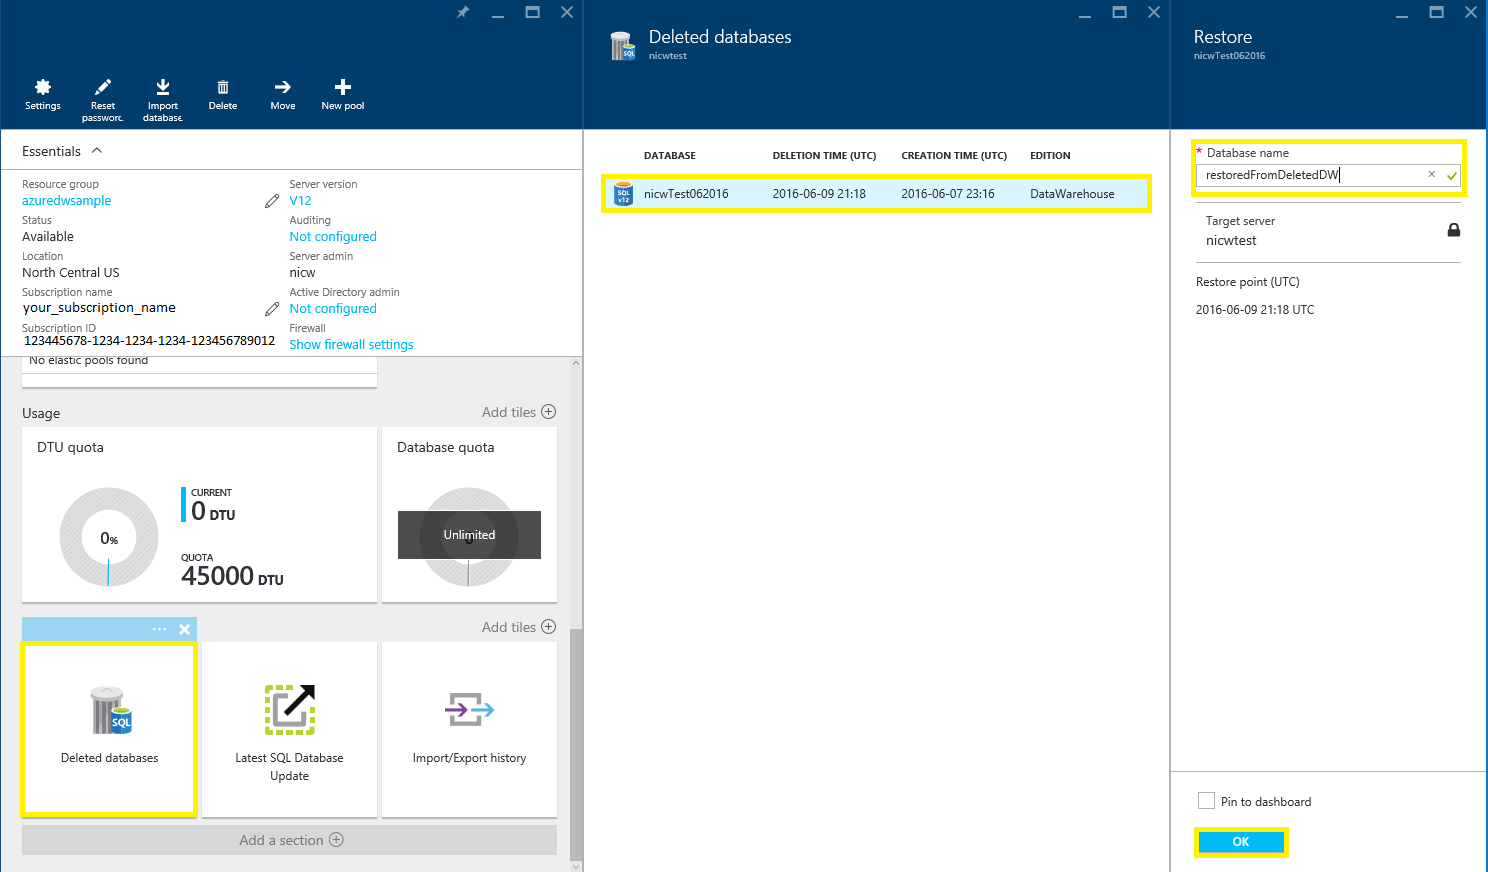 Settings
Reset
passworc
Import
database
Delete
Move
New pool
Essentials
Resource group
azuredwsample
Status
Available
Location
North Central US
Subscription name
your_subscription_name
Subscription ID
123445678-1234-1234-1234-123456789012
Server version
V12
Auditing
Not configured
Server admin
nicw
Active Directory admin
Not configured
Firewall
Show firewall settings
No elastic pools found
Usage
Add tiles
DTU quota
0%
CURRENT
0 DTU
QUOTA
45000 DTU
Database quota
Unlimited
0
Add tiles
SQL
Deleted databases
Latest SQL Database
Update
Import/Export history
Add a section
SQL
Deleted databases
nicwtest
DATABASE DELETION TIME (UTC) CREATION TIME (UTC) EDITION
SQL
v12
nicwTest062016 2016-06-09 21:18 2016-06-07 23:16 DataWarehouse
Restore
nicwTest062016
* Database name
restoredFromDeletedDW
Target server
nicwtest
Restore point (UTC)
2016-06-09 21:18 UTC
Pin to dashboard
OK